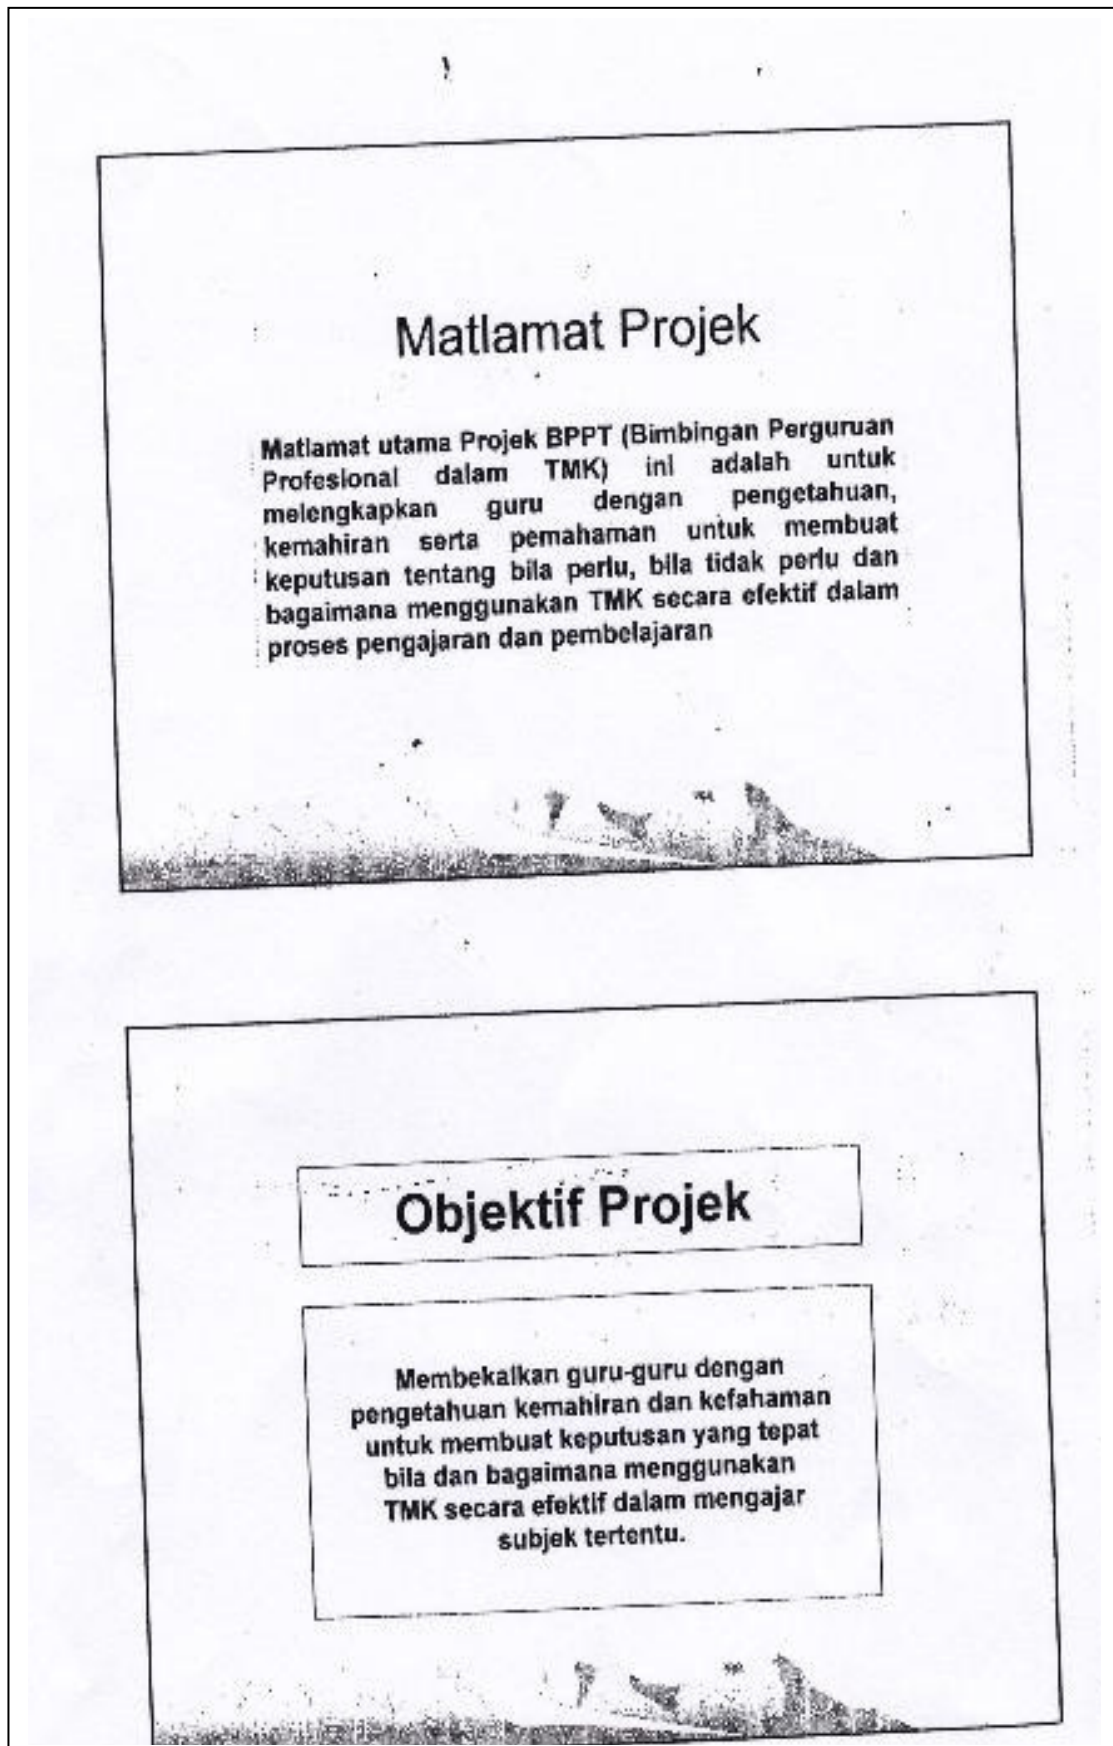 Matlamat Projek
Matlamat utama Projek BPPT (Bimbingan Perguruan
Profesional dalam TMK) ini adalah untuk
melengkapkan guru dengan pengetahuan,
kemahiran serta pemahaman untuk membuat
keputusan tentang bila perlu, bila tidak perlu dan
bagaimana menggunakan TMK secara efektif dalam
proses pengajaran dan pembelajaran
Objektif Projek
Membekalkan guru-guru dengan
pengetahuan kemahiran dan kefahaman
untuk membuat keputusan yang tepat
bila dan bagaimana menggunakan
TMK secara efektif dalam mengajar
subjek tertentu.